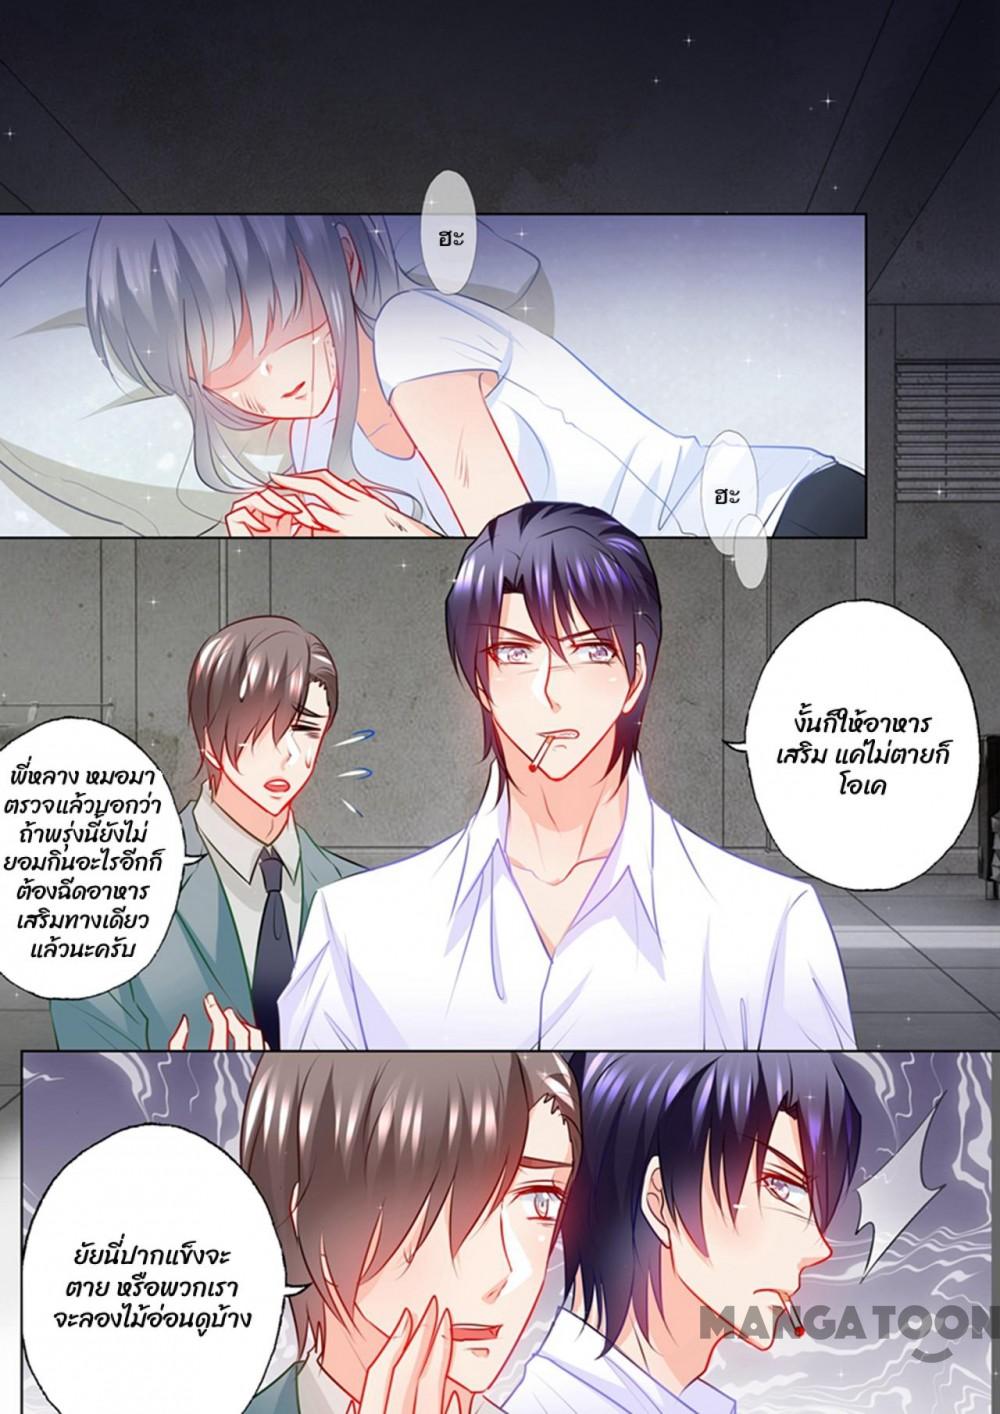 ฮะ
ฮะ
งั้นก็ให้อาหาร
เสริม แค่ไม่ตายก็
โอเค
พี่หลาง หมอมา
ตรวจแล้วบอกว่า
ถ้าพรุ่งนี้ยังไม่
ยอมกินอะไรอีกก็
ต้องฉีดอาหาร
เสริมทางเดียว
แล้วนะครับ
ยัยนี่ปากแข็งจะ
ตาย หรือพวกเรา
จะลองไม้อ่อนดูบ้าง
MANGATOON